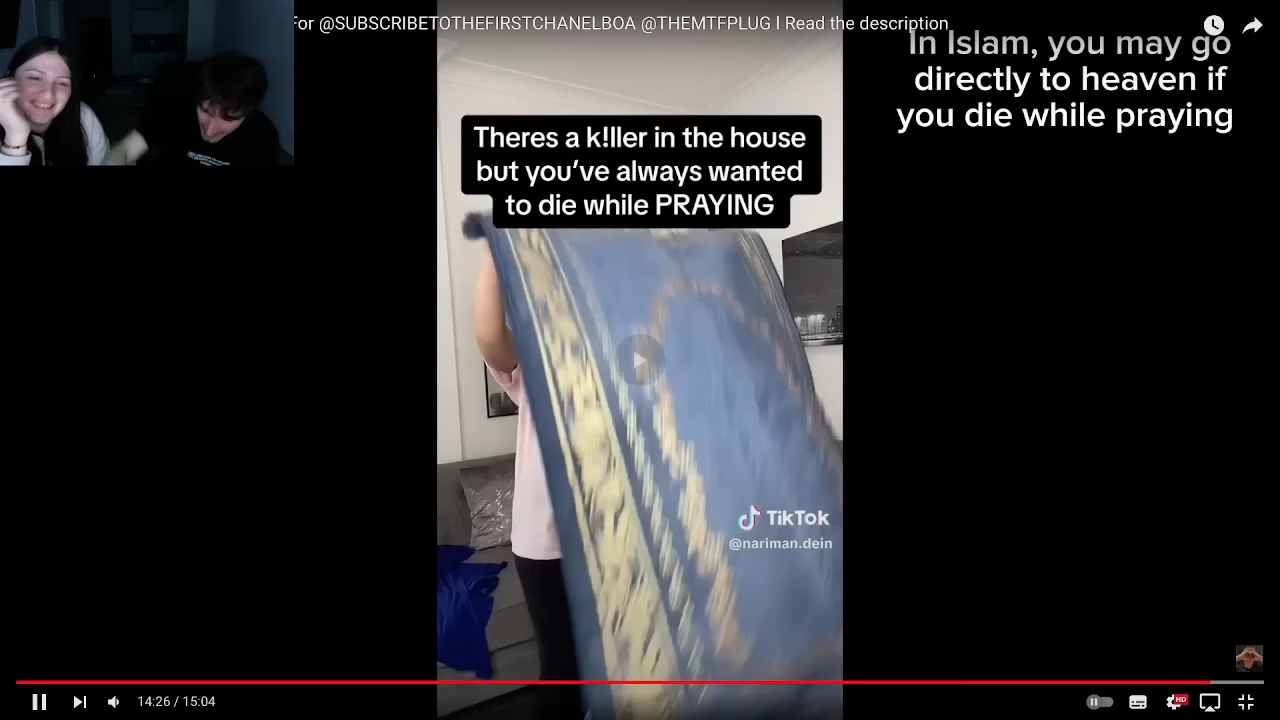 For @SUBSCRIBETOTHEFIRSTCHANELBOA @THEMTFPLUG l Read the description
In Islam, you may go
directly to heaven if
you die while praying
Theres a k!ller in the house
but you've always wanted
to die while PRAYING
TikTok
@nariman.dein
14:26 / 15:04
HD